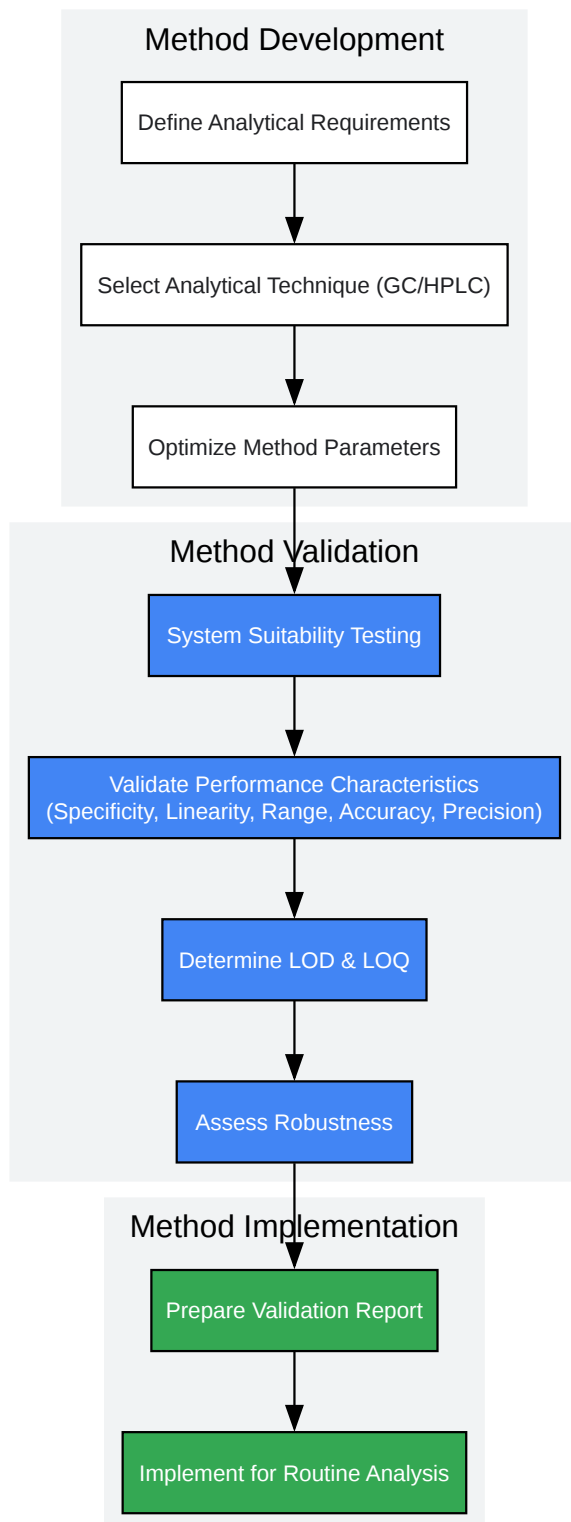 Method Development
Define Analytical Requirements
Select Analytical Technique (GC/HPLC)
Optimize Method Parameters
Method Validation
System Suitability Testing
Validate Performance Characteristics
(Specificity, Linearity, Range, Accuracy, Precision)
Determine LOD & LOQ
Assess Robustness
Method Implementation
Prepare Validation Report
Implement for Routine Analysis